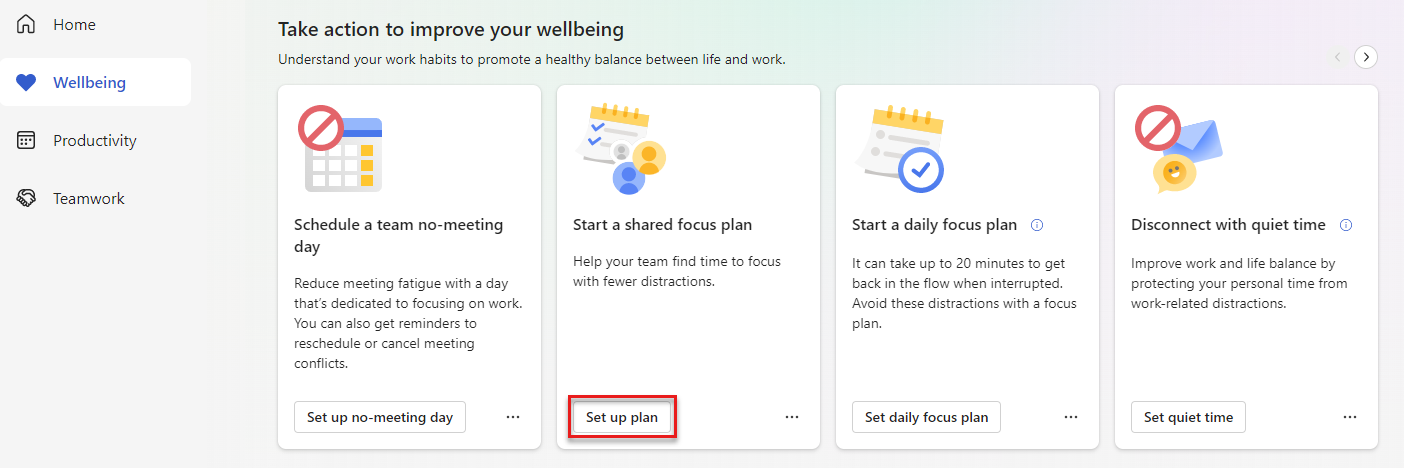 Home
Wellbeing
Productivity
Teamwork
Take action to improve your wellbeing
Understand your work habits to promote a healthy balance between life and work.
Schedule a team no-meeting
day
Reduce meeting fatigue with a day
that's dedicated to focusing on work.
You can also get reminders to
reschedule or cancel meeting
conflicts.
Set up no-meeting day
Start a shared focus plan
Help your team find time to focus
with fewer distractions.
Set up plan
Start a daily focus plan
It can take up to 20 minutes to get
back in the flow when interrupted.
Avoid these distractions with a focus
plan.
Set daily focus plan
Disconnect with quiet time
Improve work and life balance by
protecting your personal time from
work-related distractions.
Set quiet time